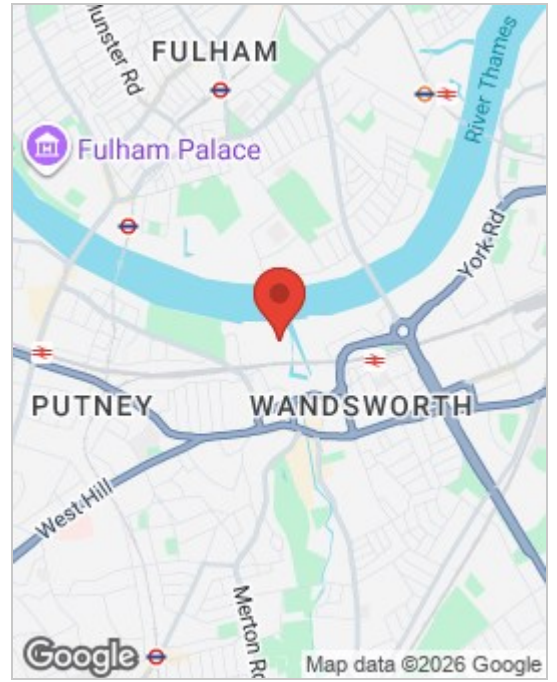 Munster Rd
FULHAM
River Thames
Fulham Palace
York Rd
PUTNEY
WANDSWORTH
West Hill
Merton Rd
Google
Map data ©2026 Google